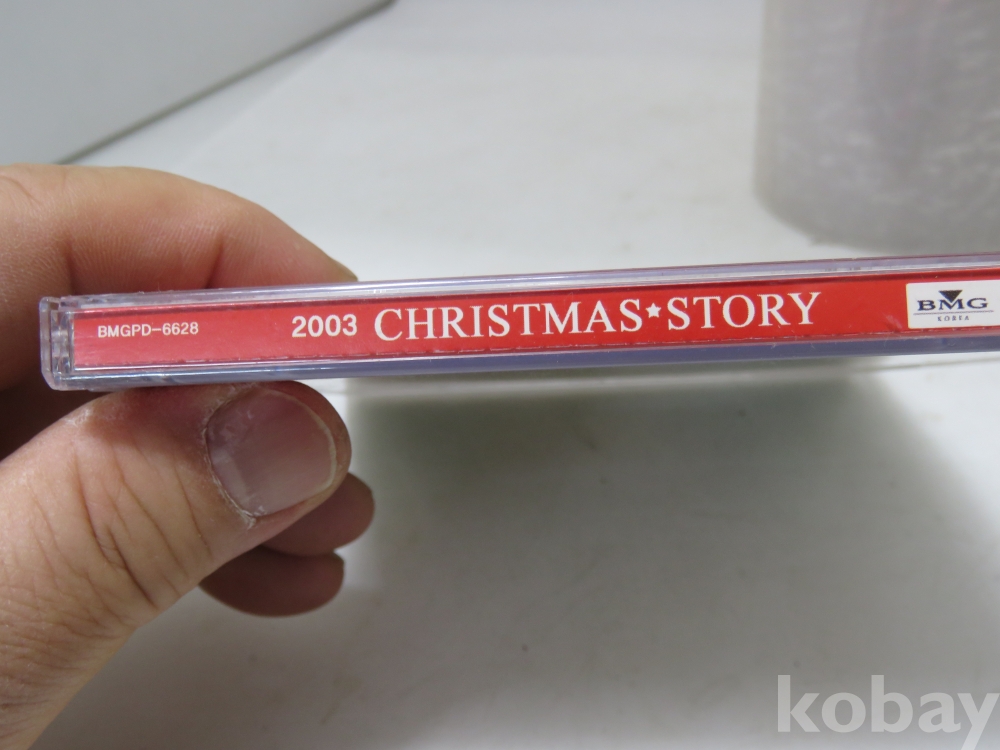 BMGPD-6628 2003 CHRISTMAS★STORY BMG
KOREA
kobay